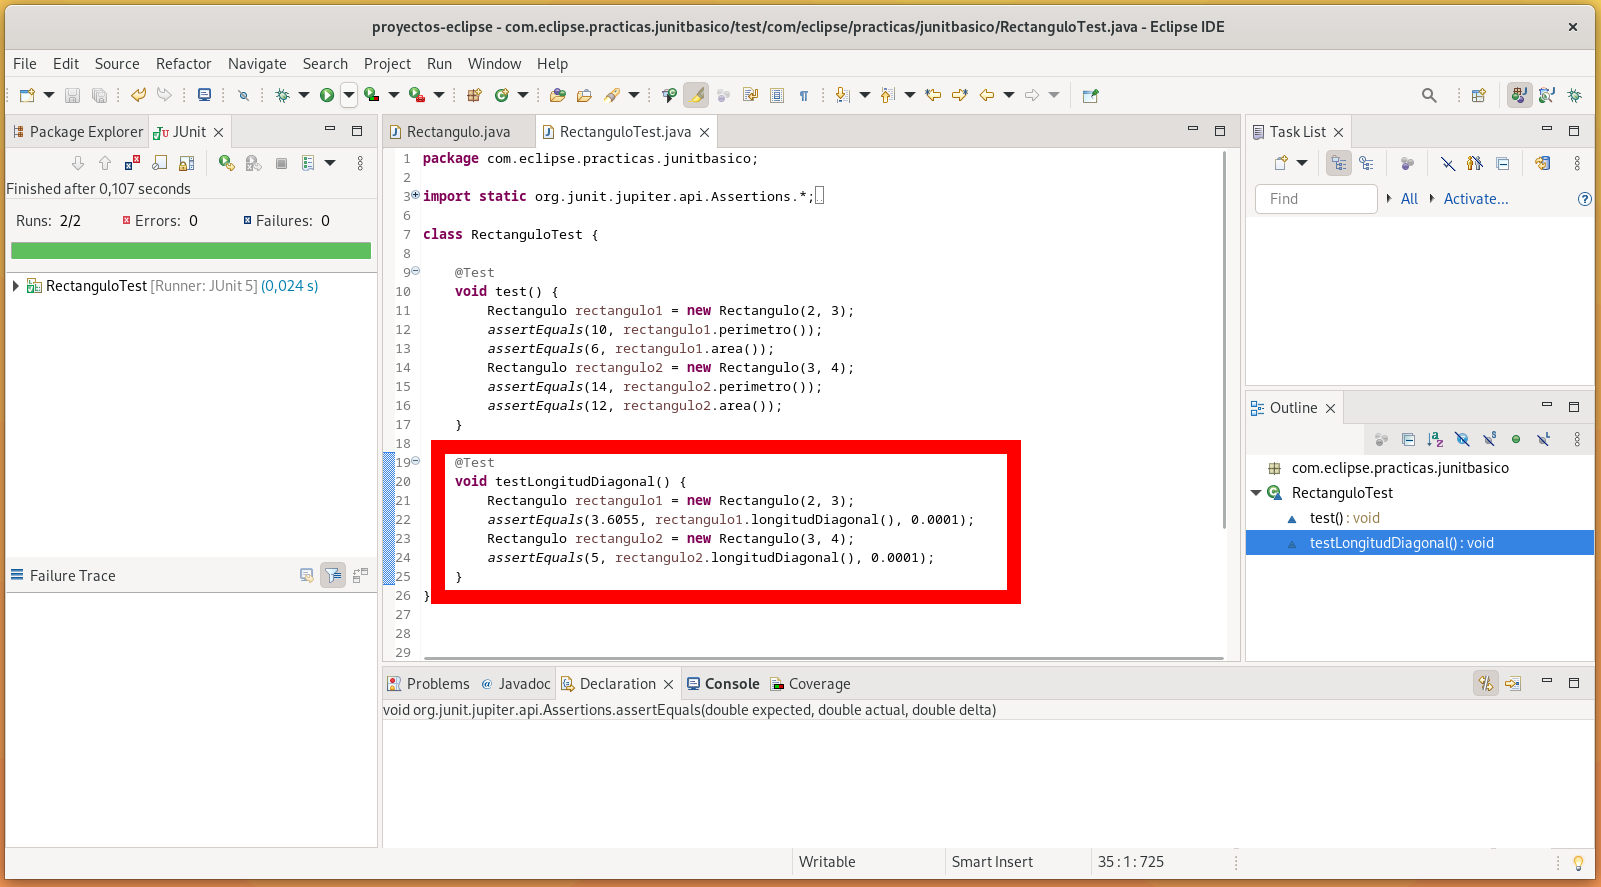 proyectos-eclipse - com.eclipse.practicas.junitbasico/test/com/eclipse/practicas/junitbasico/RectanguloTest.java - Eclipse IDE
File Edit Source Refactor Navigate Search Project Run Window Help
Package Explorer JUnit
Finished after 0,107 seconds
Runs: 2/2 Errors: 0 Failures: 0
RectanguloTest [Runner: JUnit 5] (0,024 s)
Failure Trace
Rectangulo.java RectanguloTest.java
1 package com.eclipse.practicas.junitbasico;
2
3 import static org.junit.jupiter.api.Assertions.*;
6
7 class RectanguloTest {
8
9 @Test
10 void test() {
11 Rectangulo rectangulo1 = new Rectangulo(2, 3);
12 assertEquals(10, rectangulo1.perimetro());
13 assertEquals(6, rectangulo1.area());
14 Rectangulo rectangulo2 = new Rectangulo(3, 4);
15 assertEquals(14, rectangulo2.perimetro());
16 assertEquals(12, rectangulo2.area());
17 }
18
19 @Test
20 void testLongitudDiagonal() {
21 Rectangulo rectangulo1 = new Rectangulo(2, 3);
22 assertEquals(3.6055, rectangulo1.longitudDiagonal(), 0.0001);
23 Rectangulo rectangulo2 = new Rectangulo(3, 4);
24 assertEquals(5, rectangulo2.longitudDiagonal(), 0.0001);
25 }
26 }
27
28
29
Task List
Find All Activate...
Outline
com.eclipse.practicas.junitbasico
RectanguloTest
test() : void
testLongitudDiagonal() : void
Problems Javadoc Declaration Console Coverage
void org.junit.jupiter.api.Assertions.assertEquals(double expected, double actual, double delta)
Writable Smart Insert 35 : 1 : 725